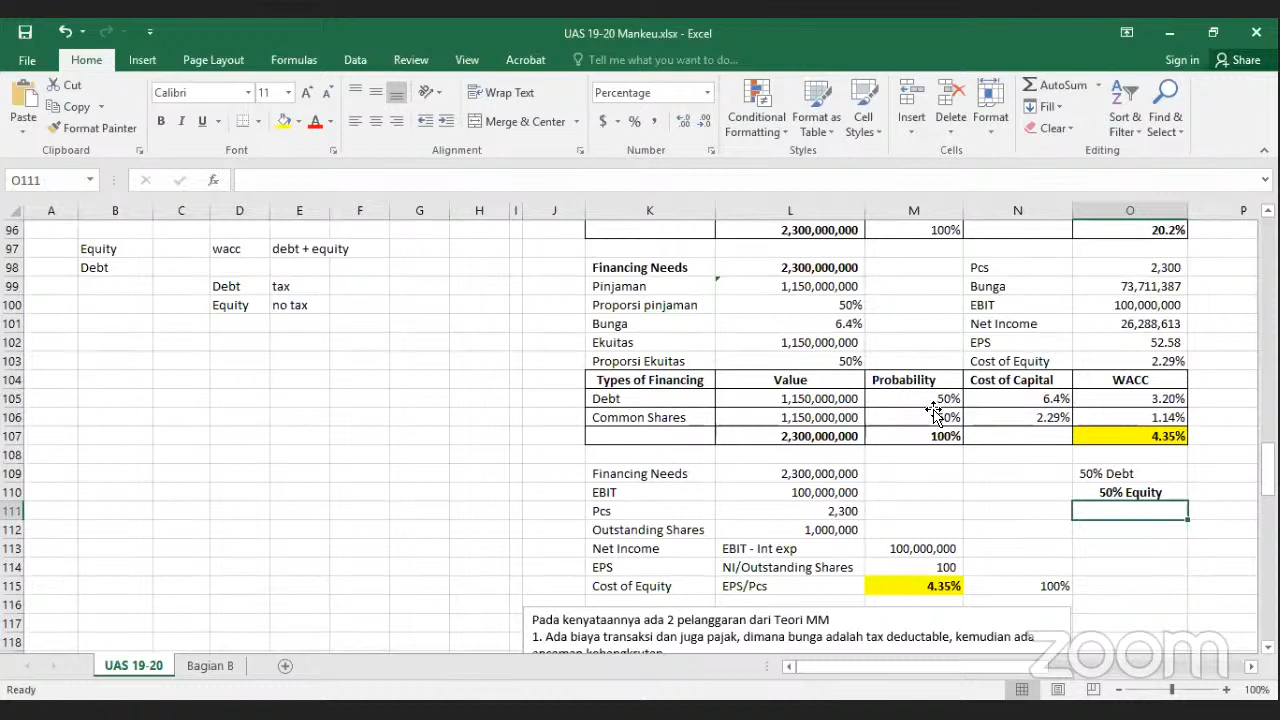 UAS 19-20 Mankeu.xlsx - Excel
File Home Insert Page Layout Formulas Data Review View Acrobat Tell me what you want to do... Sign in Share
Paste Cut Copy Format Painter Clipboard
Calibri 11 B I U A Font
Wrap Text Merge & Center Alignment
Percentage $ % , Number
Conditional Formatting Format as Table Cell Styles Styles
Insert Delete Format Cells
AutoSum Fill Clear Sort & Filter Find & Select Editing
O111 fx
A B C D E F G H I J K L M N O P
96 2,300,000,000 100% 20.2%
97 Equity wacc debt + equity
98 Debt Financing Needs 2,300,000,000 Pcs 2,300
99 Debt tax Pinjaman 1,150,000,000 Bunga 73,711,387
100 Equity no tax Proporsi pinjaman 50% EBIT 100,000,000
101 Bunga 6.4% Net Income 26,288,613
102 Ekuitas 1,150,000,000 EPS 52.58
103 Proporsi Ekuitas 50% Cost of Equity 2.29%
104 Types of Financing Value Probability Cost of Capital WACC
105 Debt 1,150,000,000 50% 6.4% 3.20%
106 Common Shares 1,150,000,000 50% 2.29% 1.14%
107 2,300,000,000 100% 4.35%
108
109 Financing Needs 2,300,000,000 50% Debt
110 EBIT 100,000,000 50% Equity
111 Pcs 2,300
112 Outstanding Shares 1,000,000
113 Net Income EBIT - Int exp 100,000,000
114 EPS NI/Outstanding Shares 100
115 Cost of Equity EPS/Pcs 4.35% 100%
116
117 Pada kenyataannya ada 2 pelanggaran dari Teori MM
118 1. Ada biaya transaksi dan juga pajak, dimana bunga adalah tax deductable, kemudian ada
zoom
UAS 19-20 Bagian B
Ready 100%